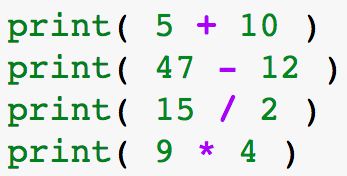 print( 5 + 10 )
print( 47 - 12 )
print( 15 / 2 )
print( 9 * 4 )